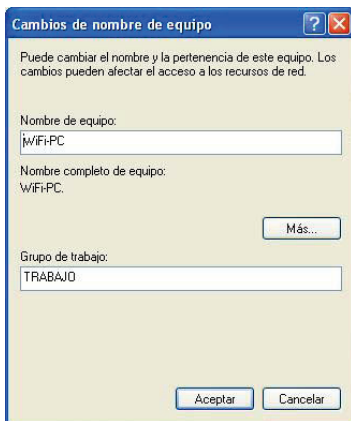 Cambios de nombre de equipo
Puede cambiar el nombre y la pertenencia de este equipo. Los
cambios pueden afectar el acceso a los recursos de red.
Nombre de equipo:
WiFi-PC
Nombre completo de equipo:
WiFi-PC.
Más...
Grupo de trabajo:
TRABAJO
Aceptar
Cancelar